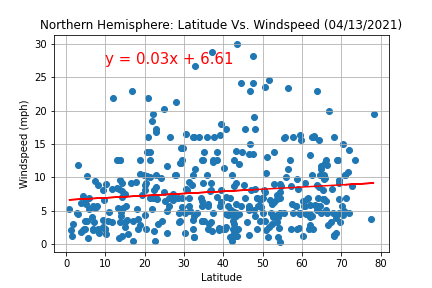 Northern Hemisphere: Latitude Vs. Windspeed (04/13/2021)
30
y = 0.03x + 6.61
25
20
15
10
5
0
Windspeed (mph)
0 10 20 30 40 50 60 70 80
Latitude